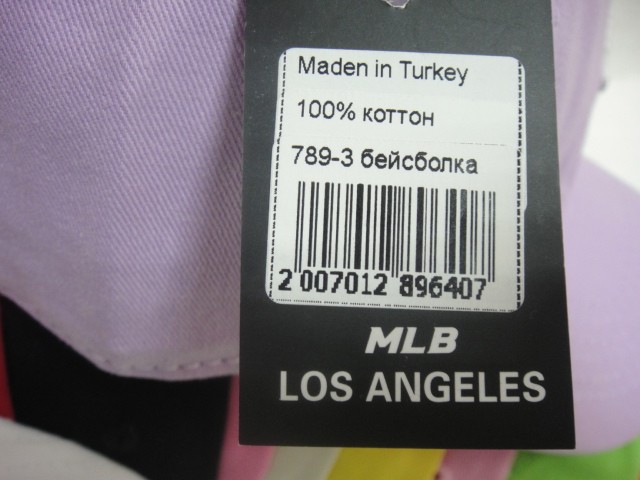 Maden in Turkey
100% коттон
789-3 бейсболка
2 007012 896407
MLB
LOS ANGELES